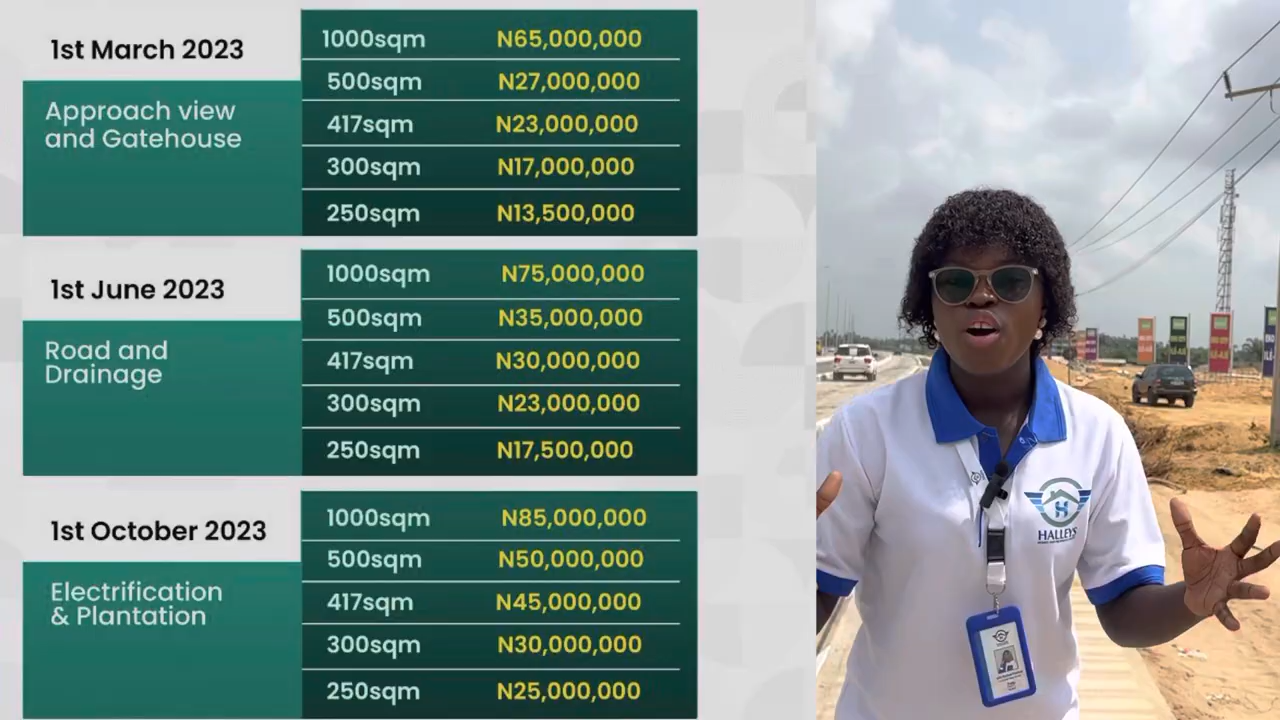 1st March 2023
Approach view
and Gatehouse
1000sqm N65,000,000
500sqm N27,000,000
417sqm N23,000,000
300sqm N17,000,000
250sqm N13,500,000
1st June 2023
Road and
Drainage
1000sqm N75,000,000
500sqm N35,000,000
417sqm N30,000,000
300sqm N23,000,000
250sqm N17,500,000
1st October 2023
Electrification
& Plantation
1000sqm N85,000,000
500sqm N50,000,000
417sqm N45,000,000
300sqm N30,000,000
250sqm N25,000,000
H
HALLEYS